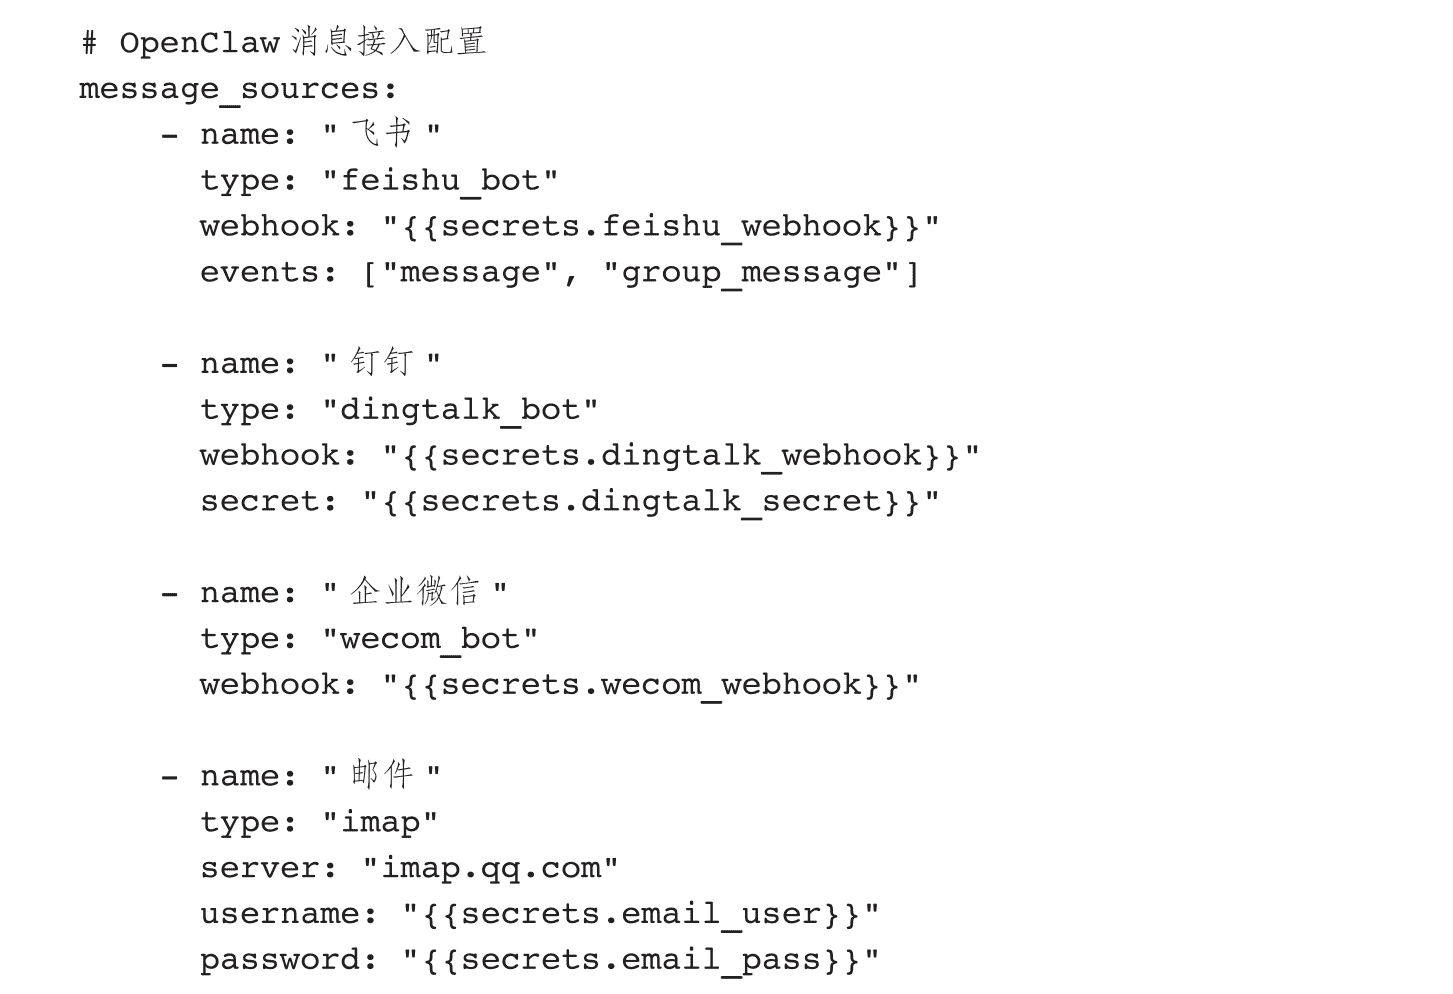 # OpenClaw 消息接入配置
message_sources:
    - name: "飞书"
      type: "feishu_bot"
      webhook: "{{secrets.feishu_webhook}}"
      events: ["message", "group_message"]

    - name: "钉钉"
      type: "dingtalk_bot"
      webhook: "{{secrets.dingtalk_webhook}}"
      secret: "{{secrets.dingtalk_secret}}"

    - name: "企业微信"
      type: "wecom_bot"
      webhook: "{{secrets.wecom_webhook}}"

    - name: "邮件"
      type: "imap"
      server: "imap.qq.com"
      username: "{{secrets.email_user}}"
      password: "{{secrets.email_pass}}"